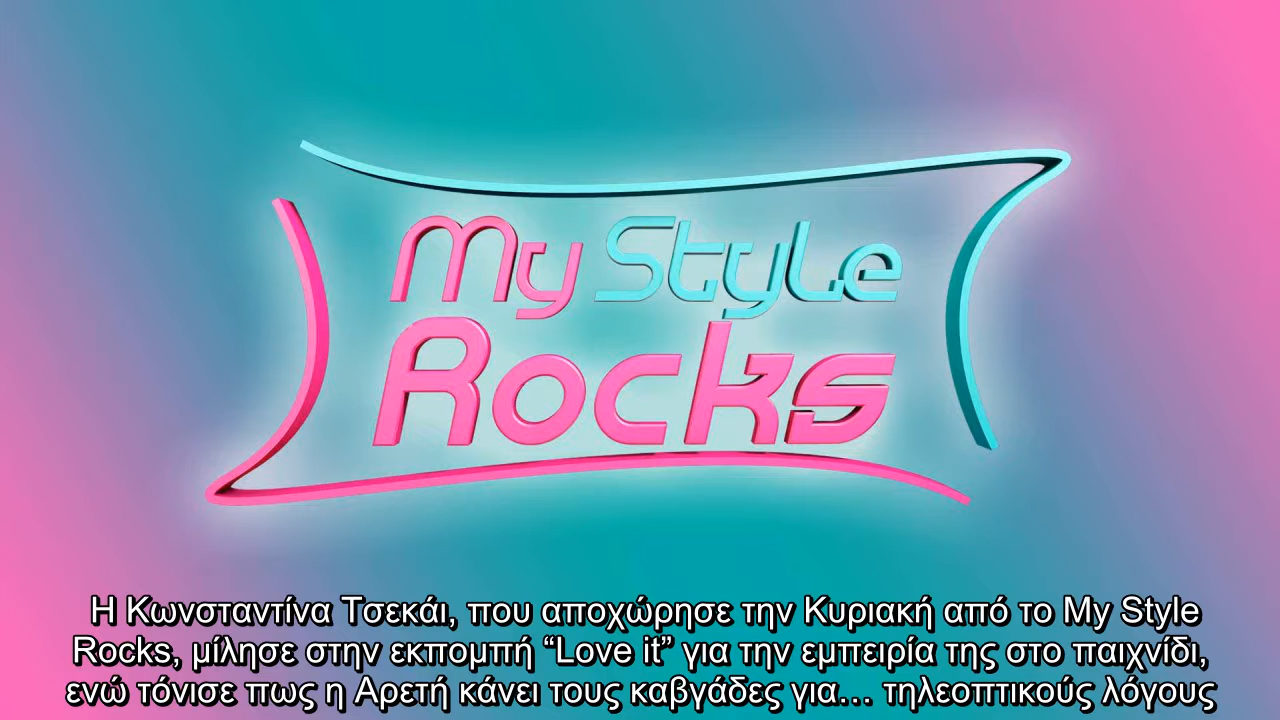 My Style
Rocks
Η Κωνσταντίνα Τσεκάι, που αποχώρησε την Κυριακή από το My Style
Rocks, μίλησε στην εκπομπή “Love it” για την εμπειρία της στο παιχνίδι,
ενώ τόνισε πως η Αρετή κάνει τους καβγάδες για… τηλεοπτικούς λόγους